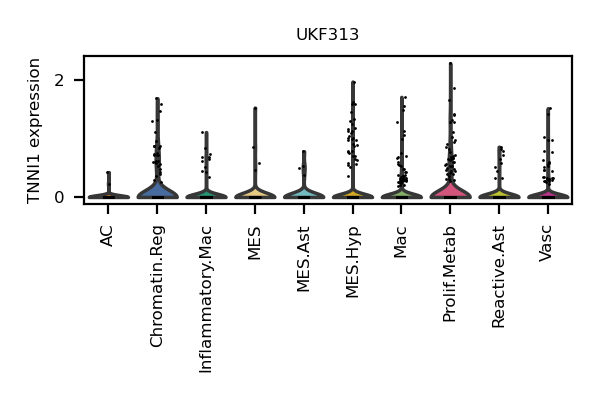 UKF313
TNNI1 expression
2
0
AC
Chromatin.Reg
Inflammatory.Mac
MES
MES.Ast
MES.Hyp
Mac
Prolif.Metab
Reactive.Ast
Vasc